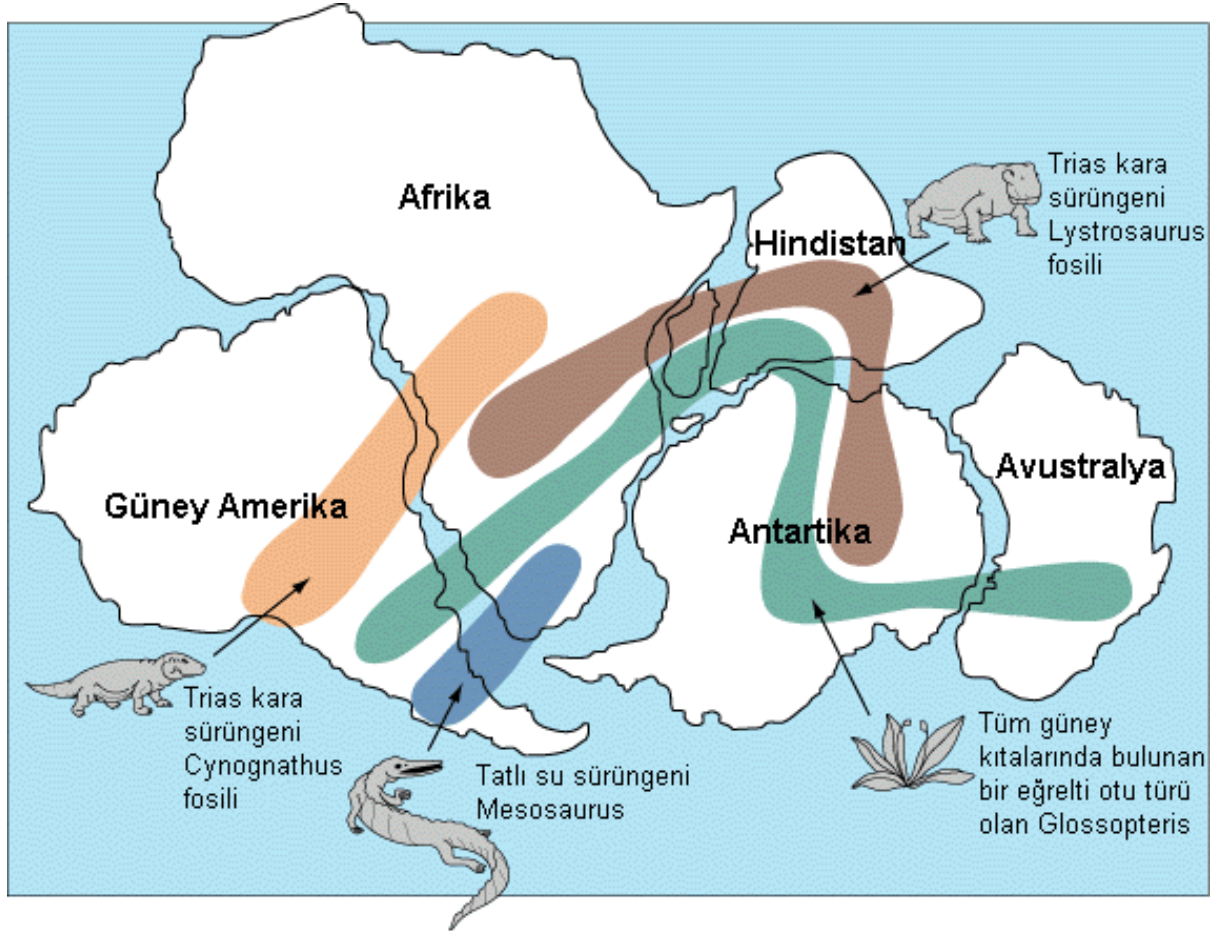 Afrika
Hindistan
Trias kara
sürüngeni
Lystrosaurus
fosili
Güney Amerika
Avustralya
Antartika
Trias kara
sürüngeni
Cynognathus
fosili
Tatlı su sürüngeni
Mesosaurus
Tüm güney
kıtalarında bulunan
bir eğrelti otu türü
olan Glossopteris